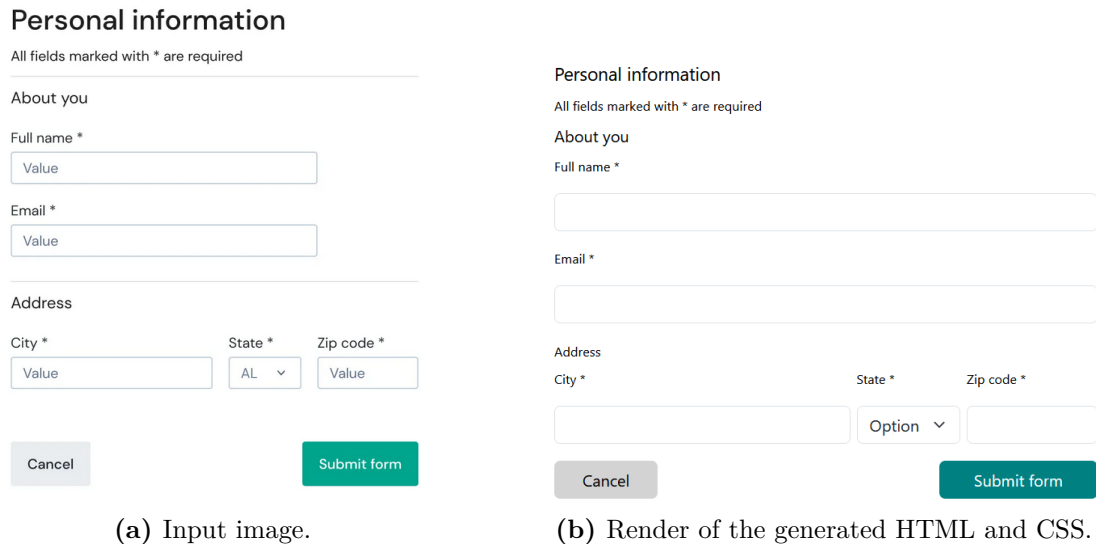 Personal information
All fields marked with * are required
About you
Full name *
Value
Email *
Value
Address
City * State * Zip code *
Value AL Value
Cancel Submit form
(a) Input image.
Personal information
All fields marked with * are required
About you
Full name *
Email *
Address
City * State * Zip code *
Option
Cancel Submit form
(b) Render of the generated HTML and CSS.